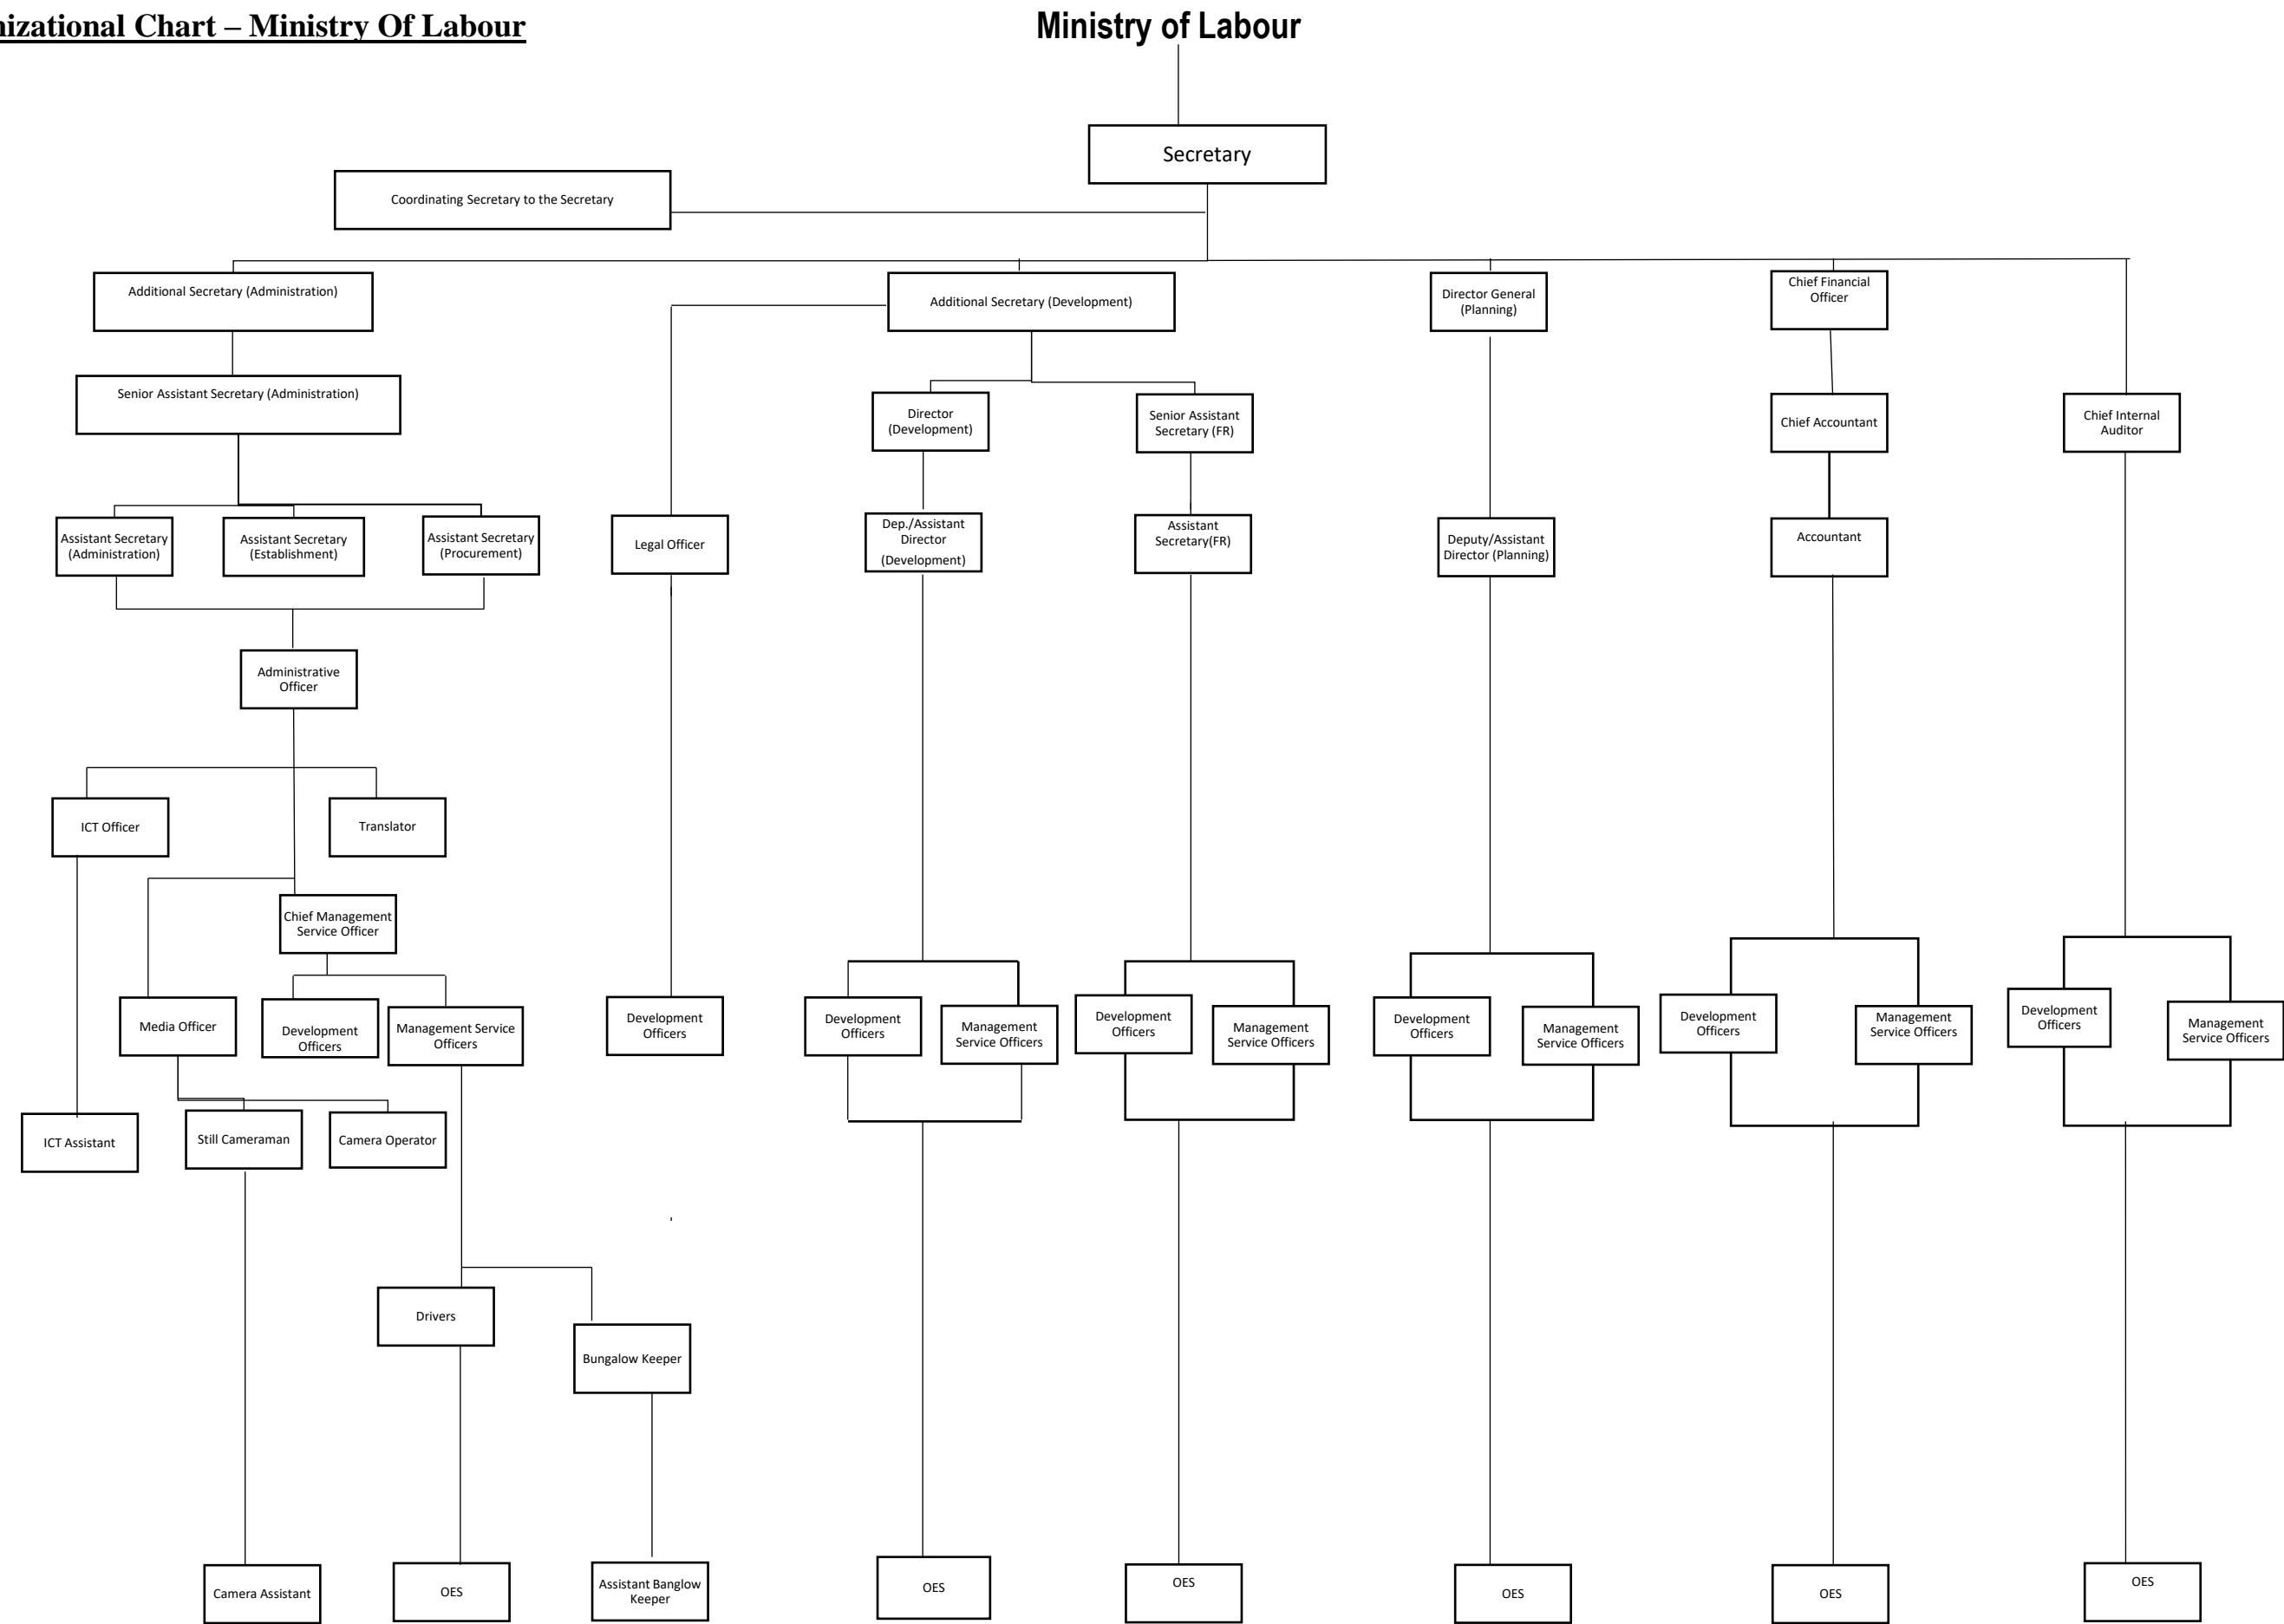 nizational Chart – Ministry Of Labour
Ministry of Labour
Secretary
Coordinating Secretary to the Secretary
Additional Secretary (Administration)
Additional Secretary (Development)
Director General
(Planning)
Chief Financial
Officer
Senior Assistant Secretary (Administration)
Director
(Development)
Senior Assistant
Secretary (FR)
Chief Accountant
Chief Internal
Auditor
Assistant Secretary
(Administration)
Assistant Secretary
(Establishment)
Assistant Secretary
(Procurement)
Legal Officer
Dep./Assistant
Director
(Development)
Assistant
Secretary(FR)
Deputy/Assistant
Director (Planning)
Accountant
Administrative
Officer
ICT Officer
Translator
Chief Management
Service Officer
Media Officer
Development
Officers
Management Service
Officers
Development
Officers
Development
Officers
Management
Service Officers
Development
Officers
Management
Service Officers
Development
Officers
Management
Service Officers
Development
Officers
Management
Service Officers
Development
Officers
Management
Service Officers
ICT Assistant
Still Cameraman
Camera Operator
Drivers
Bungalow Keeper
Camera Assistant
OES
Assistant Banglow
Keeper
OES
OES
OES
OES
OES